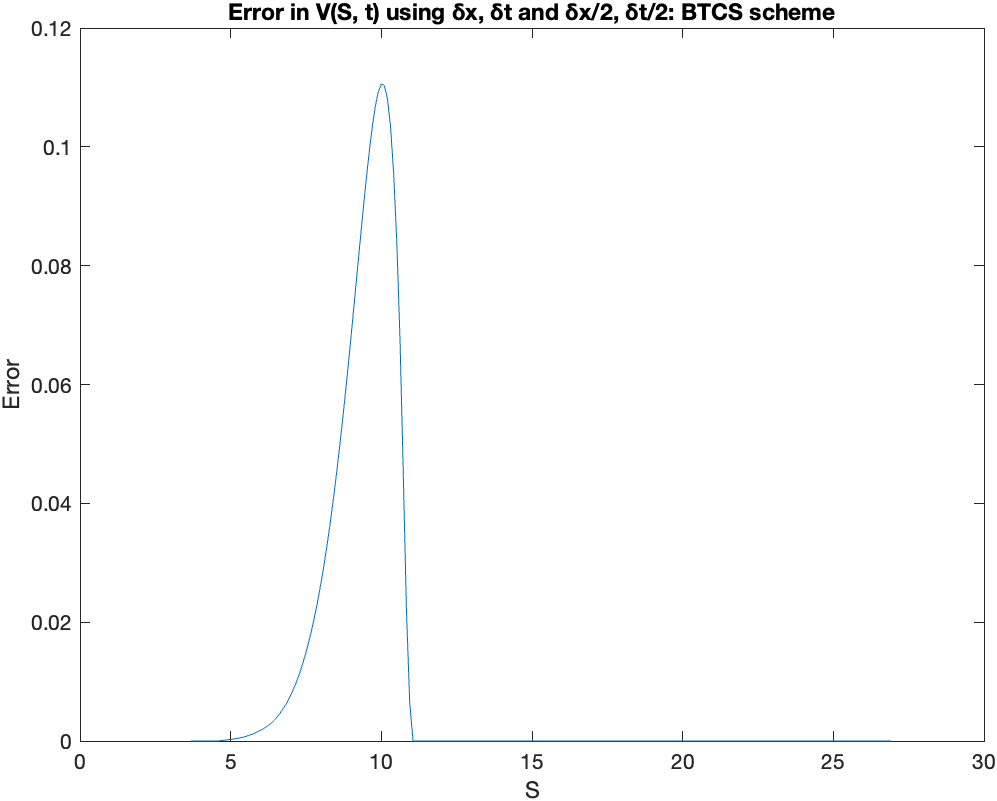 Error in V(S, t) using δx, δt and δx/2, δt/2: BTCS scheme
0.12
0.1
0.08
0.06
0.04
0.02
0
Error
0 5 10 15 20 25 30
S